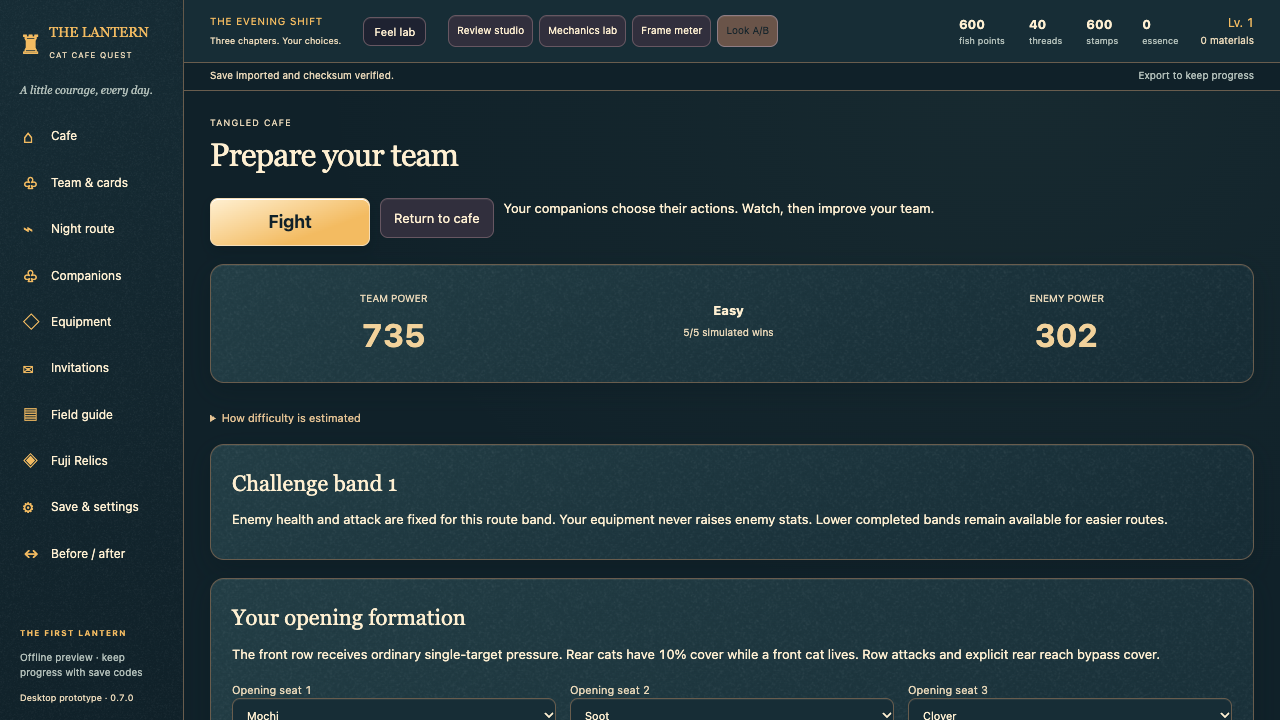 THE LANTERN
CAT CAFE QUEST
A little courage, every day.
Cafe
Team & cards
Night route
Companions
Equipment
Invitations
Field guide
Fuji Relics
Save & settings
Before / after
THE FIRST LANTERN
Offline preview · keep
progress with save codes
Desktop prototype · 0.7.0
THE EVENING SHIFT
Three chapters. Your choices.
Feel lab
Review studio
Mechanics lab
Frame meter
Look A/B
600
fish points
40
threads
600
stamps
0
essence
Lv. 1
0 materials
Save imported and checksum verified.
Export to keep progress
TANGLED CAFE
Prepare your team
Fight
Return to cafe
Your companions choose their actions. Watch, then improve your team.
TEAM POWER
735
Easy
5/5 simulated wins
ENEMY POWER
302
How difficulty is estimated
Challenge band 1
Enemy health and attack are fixed for this route band. Your equipment never raises enemy stats. Lower completed bands remain available for easier routes.
Your opening formation
The front row receives ordinary single-target pressure. Rear cats have 10% cover while a front cat lives. Row attacks and explicit rear reach bypass cover.
Opening seat 1
Opening seat 2
Opening seat 3
Mochi
Soot
Clover